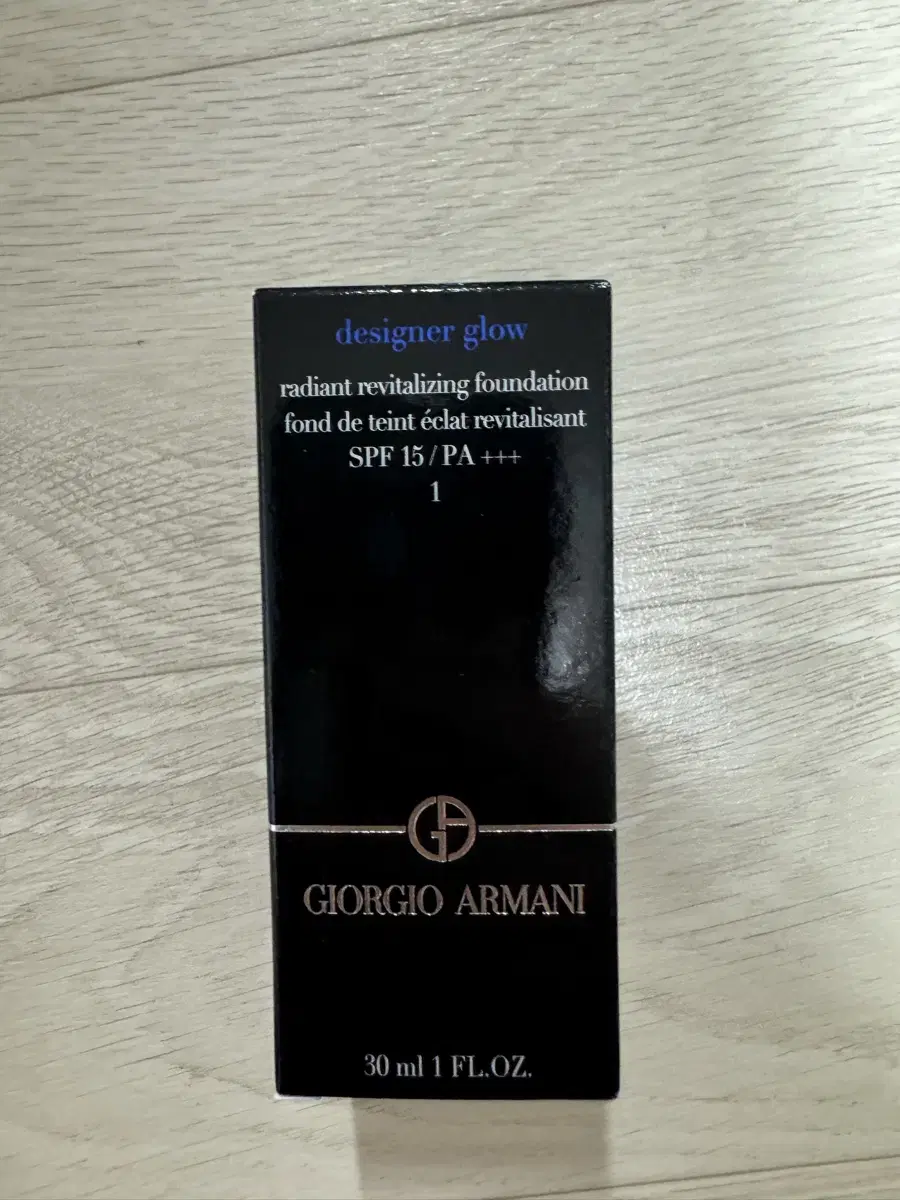 designer glow
radiant revitalizing foundation
fond de teint éclat revitalisant
SPF 15 / PA +++
1
GA
GIORGIO ARMANI
30 ml 1 FL.OZ.